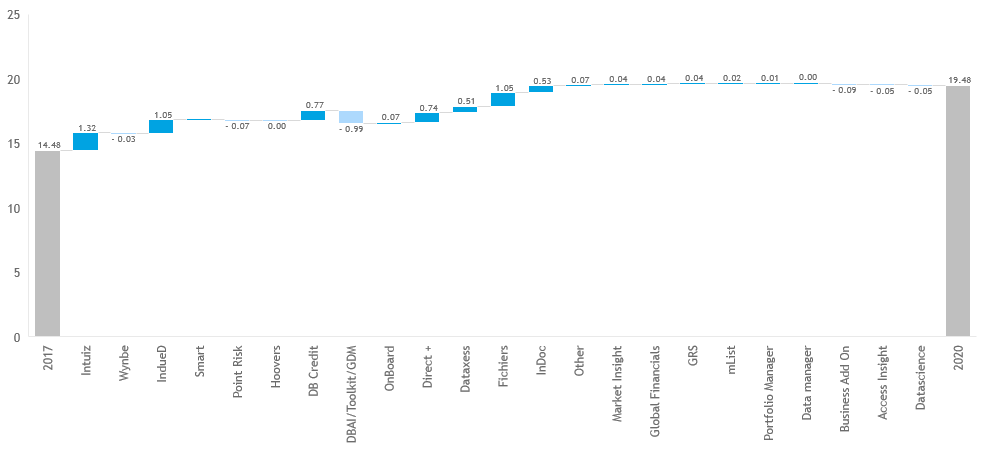 25
20
15
10
5
0
14.48
1.32
- 0.03
1.05
- 0.07
0.00
0.77
- 0.99
0.07
0.74
0.51
1.05
0.53
0.07
0.04
0.04
0.04
0.02
0.01
0.00
- 0.09
- 0.05
- 0.05
19.48
2017
Intuiz
Wynbe
IndueD
Smart
Point Risk
Hoovers
DB Credit
DBAI/Toolkit/GDM
OnBoard
Direct +
Dataxess
Fichiers
InDoc
Other
Market Insight
Global Financials
GRS
mList
Portfolio Manager
Data manager
Business Add On
Access Insight
Datascience
2020